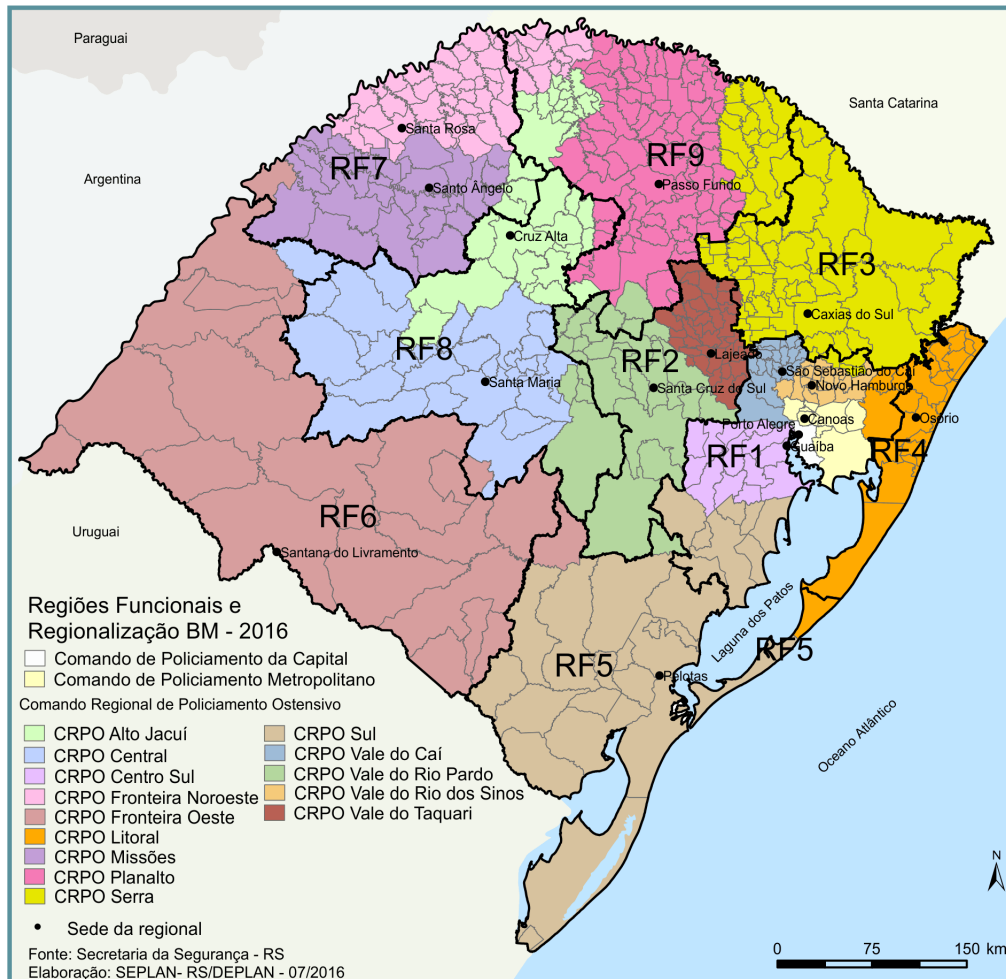 Paraguai
Santa Catarina
Argentina
Santa Rosa
RF7
RF9
Santo Ângelo
Passo Fundo
Cruz Alta
RF3
Caxias do Sul
RF8
RF2
Lajeado
Santa Maria
Santa Cruz do Sul
São Sebastião do Caí
Novo Hamburgo
Canoas
Osório
Porto Alegre
Guaíba
RF1
RF4
RF6
Uruguai
Santana do Livramento
Laguna dos Patos
RF5
RF5
Pelotas
Oceano Atlântico
Regiões Funcionais e
Regionalização BM - 2016
Comando de Policiamento da Capital
Comando de Policiamento Metropolitano
Comando Regional de Policiamento Ostensivo
CRPO Alto Jacuí
CRPO Central
CRPO Centro Sul
CRPO Fronteira Noroeste
CRPO Fronteira Oeste
CRPO Litoral
CRPO Missões
CRPO Planalto
CRPO Serra
CRPO Sul
CRPO Vale do Caí
CRPO Vale do Rio Pardo
CRPO Vale do Rio dos Sinos
CRPO Vale do Taquari
Sede da regional
Fonte: Secretaria da Segurança - RS
Elaboração: SEPLAN- RS/DEPLAN - 07/2016
N
0 75 150 km